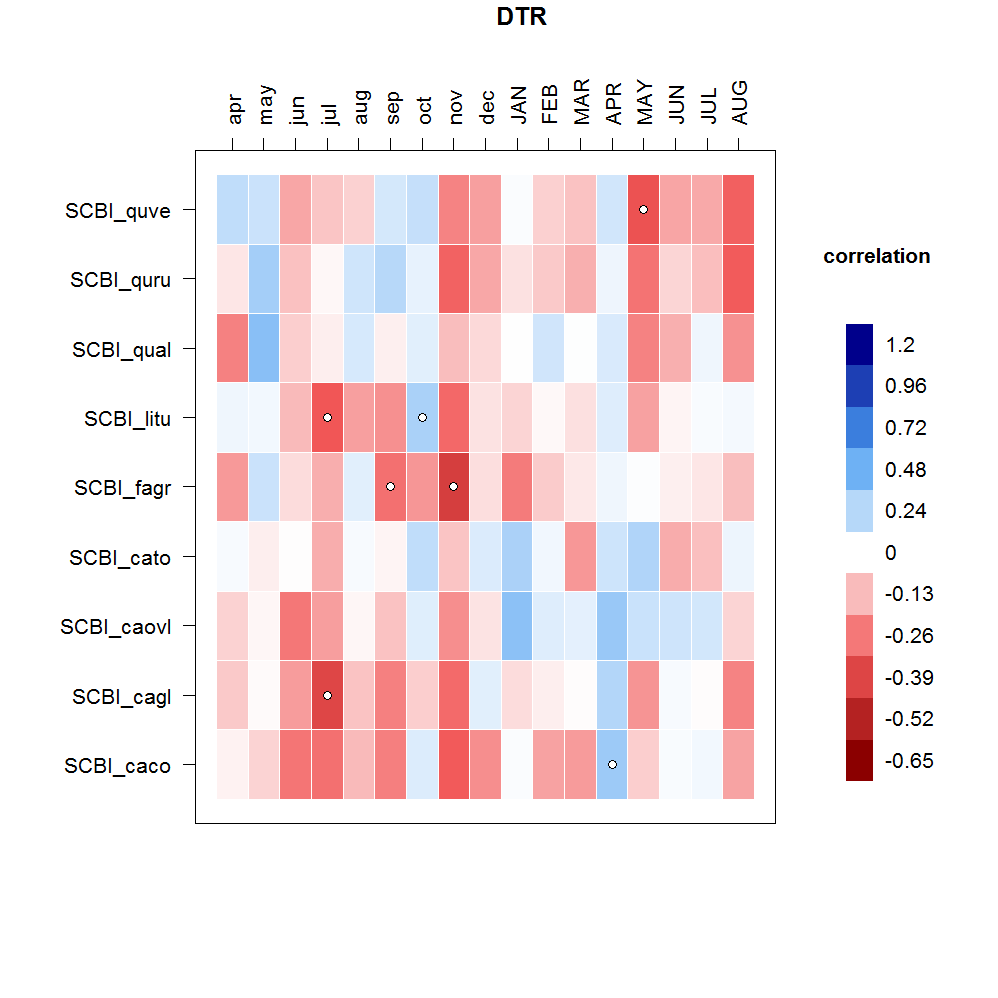 DTR
apr may jun jul aug sep oct nov dec JAN FEB MAR APR MAY JUN JUL AUG
SCBI_quve
SCBI_quru
SCBI_qual
SCBI_litu
SCBI_fagr
SCBI_cato
SCBI_caovl
SCBI_cagl
SCBI_caco
correlation
1.2
0.96
0.72
0.48
0.24
0
-0.13
-0.26
-0.39
-0.52
-0.65